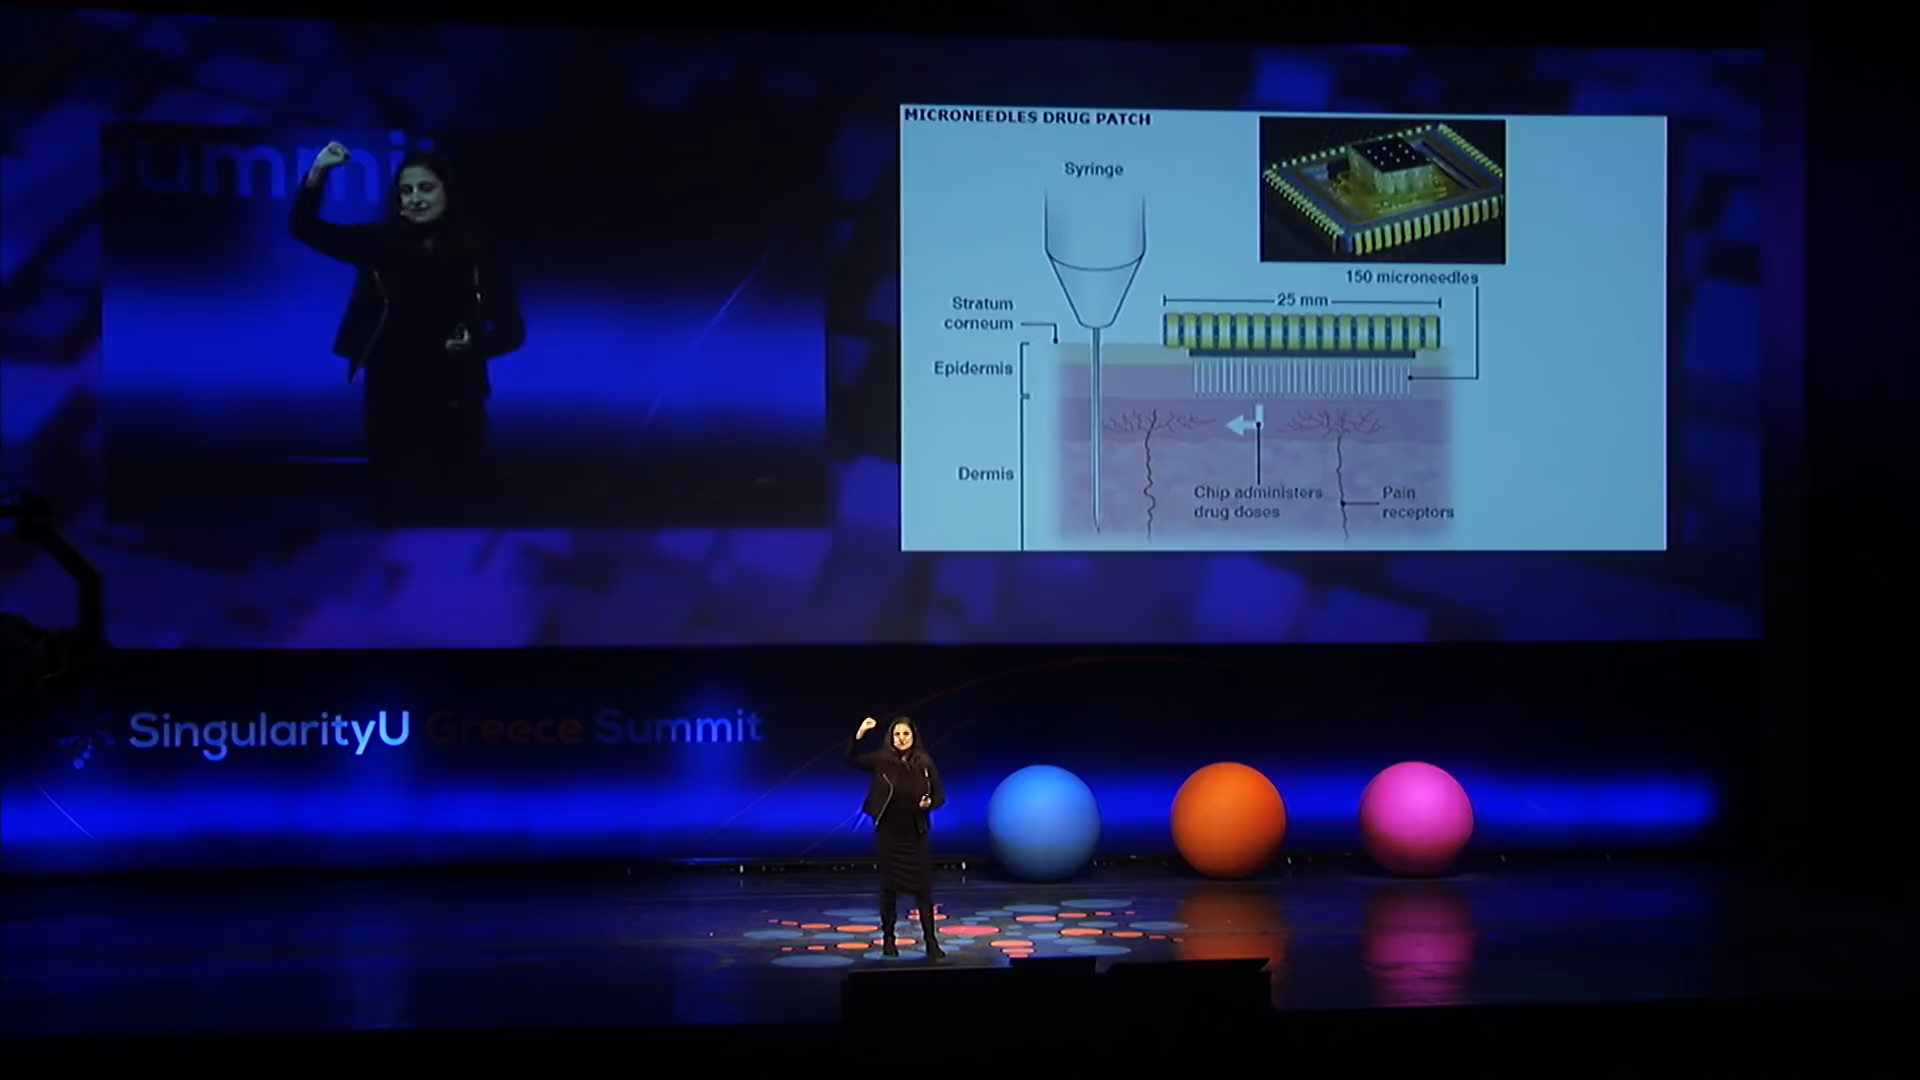 Summit
MICRONEEDLES DRUG PATCH
Syringe
150 microneedles
25 mm
Stratum
corneum
Epidermis
Dermis
Chip administers
drug doses
Pain
receptors
SingularityU Greece Summit